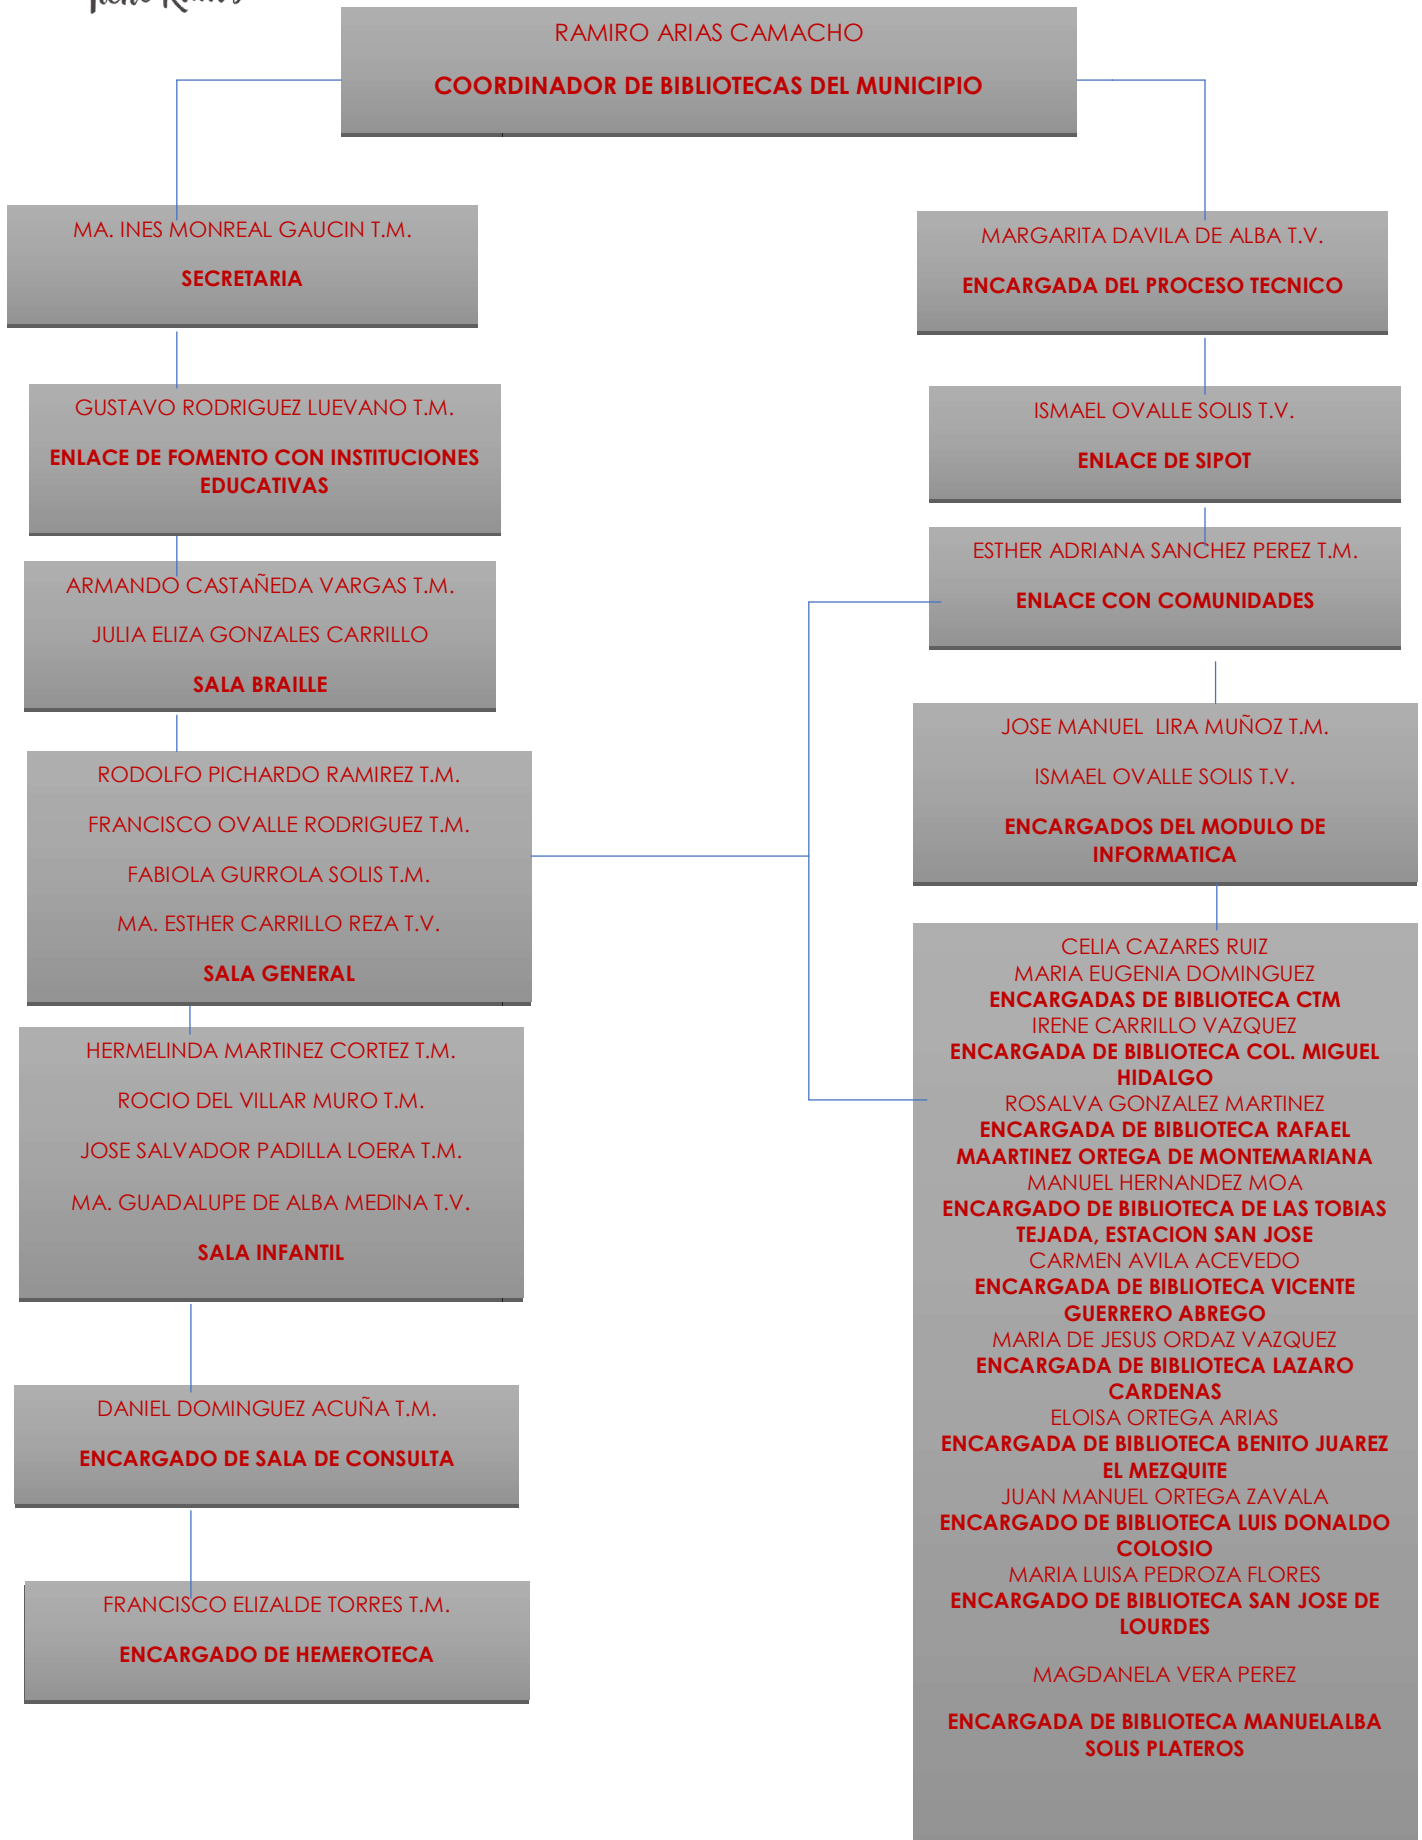 RAMIRO ARIAS CAMACHO
COORDINADOR DE BIBLIOTECAS DEL MUNICIPIO
MA. INES MONREAL GAUCIN T.M.
SECRETARIA
GUSTAVO RODRIGUEZ LUEVANO T.M.
ENLACE DE FOMENTO CON INSTITUCIONES
EDUCATIVAS
ARMANDO CASTAÑEDA VARGAS T.M.
JULIA ELIZA GONZALES CARRILLO
SALA BRAILLE
RODOLFO PICHARDO RAMIREZ T.M.
FRANCISCO OVALLE RODRIGUEZ T.M.
FABIOLA GURROLA SOLIS T.M.
MA. ESTHER CARRILLO REZA T.V.
SALA GENERAL
HERMELINDA MARTINEZ CORTEZ T.M.
ROCIO DEL VILLAR MURO T.M.
JOSE SALVADOR PADILLA LOERA T.M.
MA. GUADALUPE DE ALBA MEDINA T.V.
SALA INFANTIL
DANIEL DOMINGUEZ ACUÑA T.M.
ENCARGADO DE SALA DE CONSULTA
FRANCISCO ELIZALDE TORRES T.M.
ENCARGADO DE HEMEROTECA
MARGARITA DAVILA DE ALBA T.V.
ENCARGADA DEL PROCESO TECNICO
ISMAEL OVALLE SOLIS T.V.
ENLACE DE SIPOT
ESTHER ADRIANA SANCHEZ PEREZ T.M.
ENLACE CON COMUNIDADES
JOSE MANUEL  LIRA MUÑOZ T.M.
ISMAEL OVALLE SOLIS T.V.
ENCARGADOS DEL MODULO DE
INFORMATICA
CELIA CAZARES RUIZ
MARIA EUGENIA DOMINGUEZ
ENCARGADAS DE BIBLIOTECA CTM
IRENE CARRILLO VAZQUEZ
ENCARGADA DE BIBLIOTECA COL. MIGUEL
HIDALGO
ROSALVA GONZALEZ MARTINEZ
ENCARGADA DE BIBLIOTECA RAFAEL
MAARTINEZ ORTEGA DE MONTEMARIANA
MANUEL HERNANDEZ MOA
ENCARGADO DE BIBLIOTECA DE LAS TOBIAS
TEJADA, ESTACION SAN JOSE
CARMEN AVILA ACEVEDO
ENCARGADA DE BIBLIOTECA VICENTE
GUERRERO ABREGO
MARIA DE JESUS ORDAZ VAZQUEZ
ENCARGADA DE BIBLIOTECA LAZARO
CARDENAS
ELOISA ORTEGA ARIAS
ENCARGADA DE BIBLIOTECA BENITO JUAREZ
EL MEZQUITE
JUAN MANUEL ORTEGA ZAVALA
ENCARGADO DE BIBLIOTECA LUIS DONALDO
COLOSIO
MARIA LUISA PEDROZA FLORES
ENCARGADO DE BIBLIOTECA SAN JOSE DE
LOURDES
MAGDANELA VERA PEREZ
ENCARGADA DE BIBLIOTECA MANUELALBA
SOLIS PLATEROS